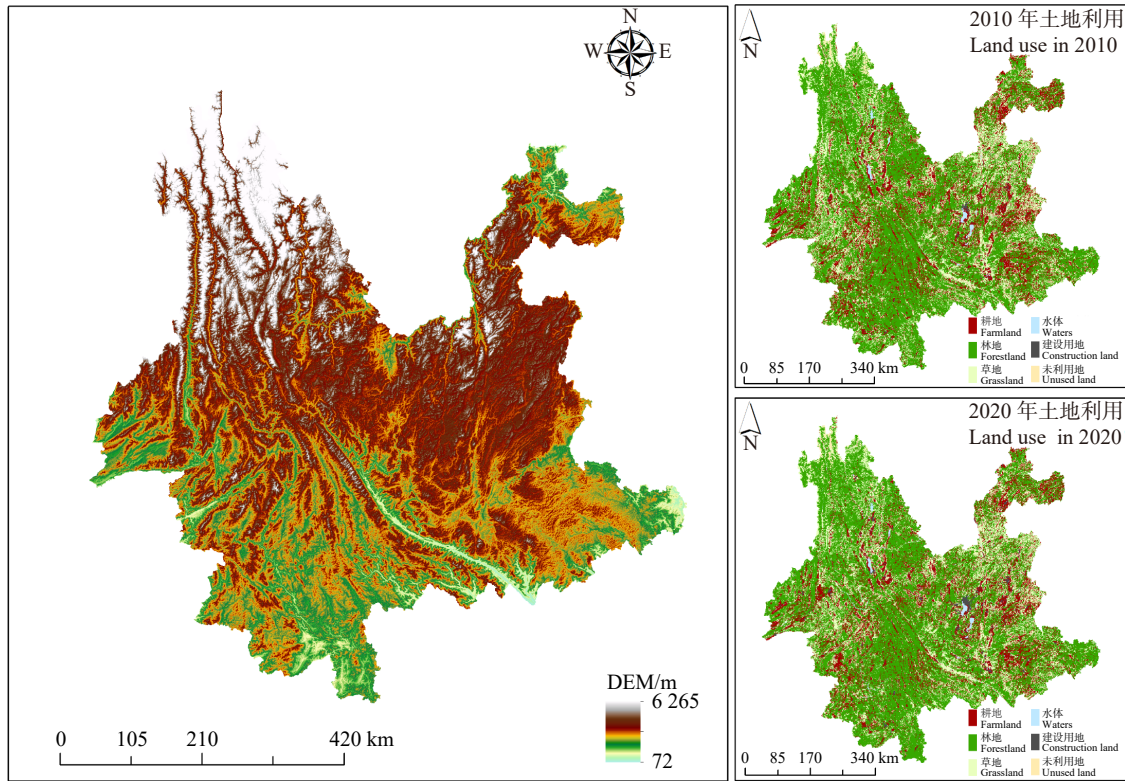 N
W E
S
DEM/m
6 265
72
0 105 210 420 km
N
2010 年土地利用
Land use in 2010
耕地 水体
Farmland Waters
林地 建设用地
Forestland Construction land
草地 未利用地
Grassland Unused land
0 85 170 340 km
N
2020 年土地利用
Land use in 2020
耕地 水体
Farmland Waters
林地 建设用地
Forestland Construction land
草地 未利用地
Grassland Unused land
0 85 170 340 km